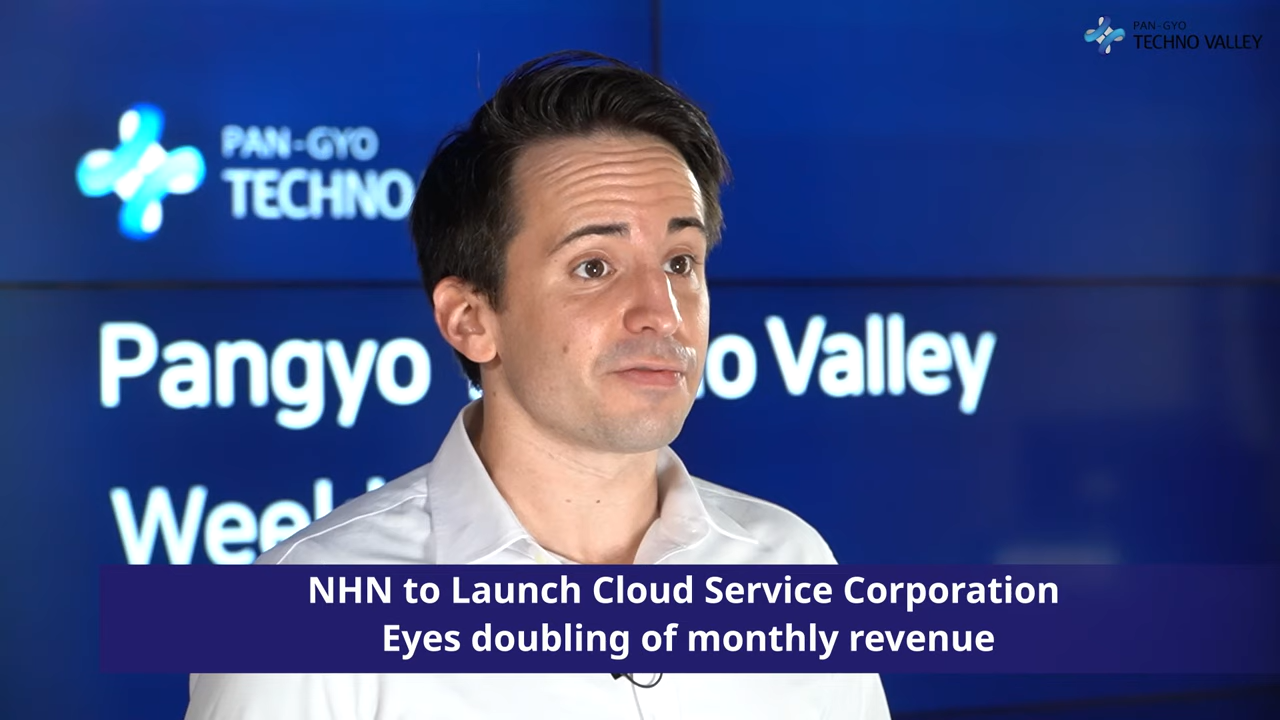 PAN-GYO
TECHNO VALLEY
PAN-GYO
TECHNO
Pangyo
no Valley
NHN to Launch Cloud Service Corporation
Eyes doubling of monthly revenue